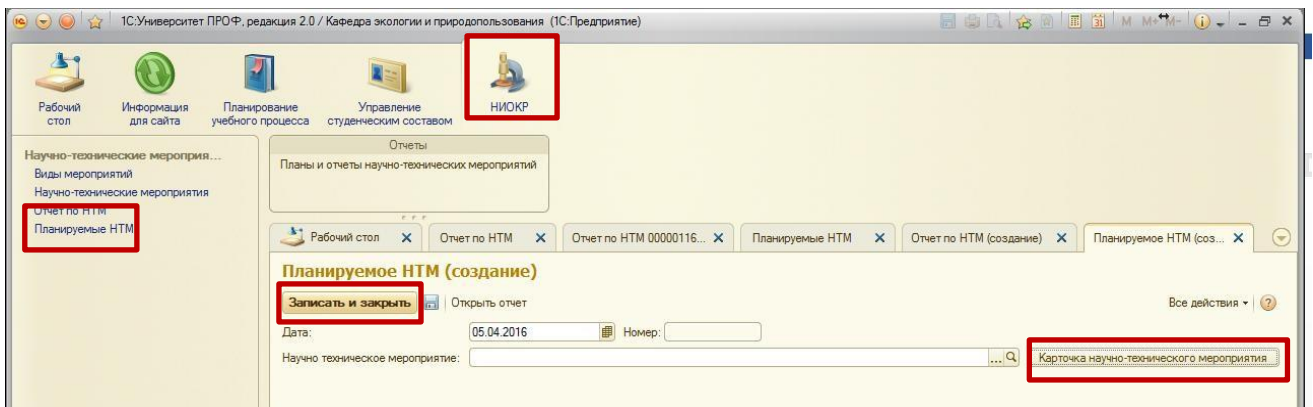 1С:Университет ПРОФ, редакция 2.0 / Кафедра экологии и природопользования (1С:Предприятие)
M M+ M-
Рабочий стол
Информация для сайта
Планирование учебного процесса
Управление студенческим составом
НИОКР
Научно-технические мероприя...
Виды мероприятий
Научно-технические мероприятия
Отчет по НТМ
Планируемые НТМ
Отчеты
Планы и отчеты научно-технических мероприятий
Рабочий стол
Отчет по НТМ
Отчет по НТМ 00000116...
Планируемые НТМ
Отчет по НТМ (создание)
Планируемое НТМ (соз...
Планируемое НТМ (создание)
Записать и закрыть
Открыть отчет
Все действия
Дата: 05.04.2016 Номер:
Научно техническое мероприятие: ... Карточка научно-технического мероприятия